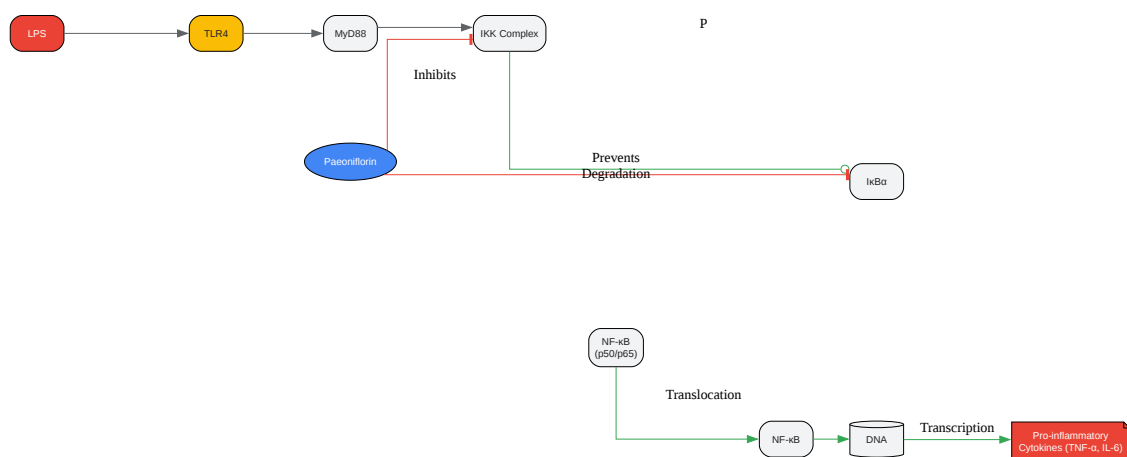 LPS
TLR4
MyD88
IKK Complex
P
Inhibits
Paeoniflorin
Prevents
Degradation
IκBα
NF-κB
(p50/p65)
Translocation
NF-κB
DNA
Transcription
Pro-inflammatory
Cytokines (TNF-α, IL-6)